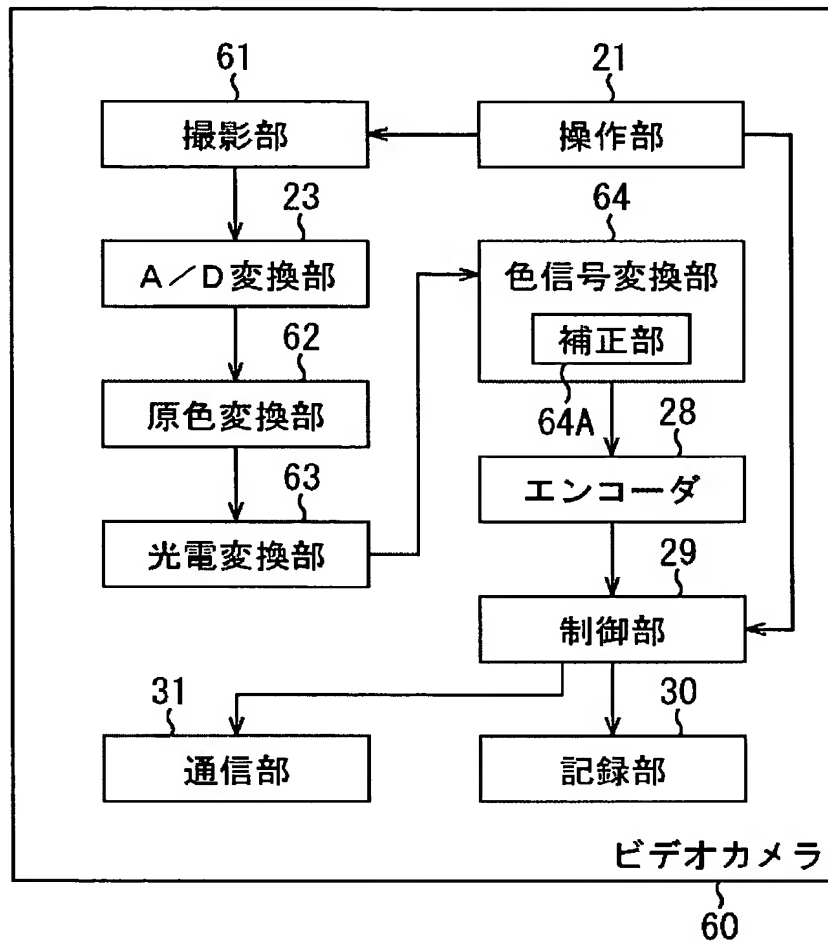 61
撮影部
21
操作部
23
A／D変換部
64
色信号変換部
補正部
64A
62
原色変換部
63
光電変換部
28
エンコーダ
29
制御部
31
通信部
30
記録部
ビデオカメラ
60